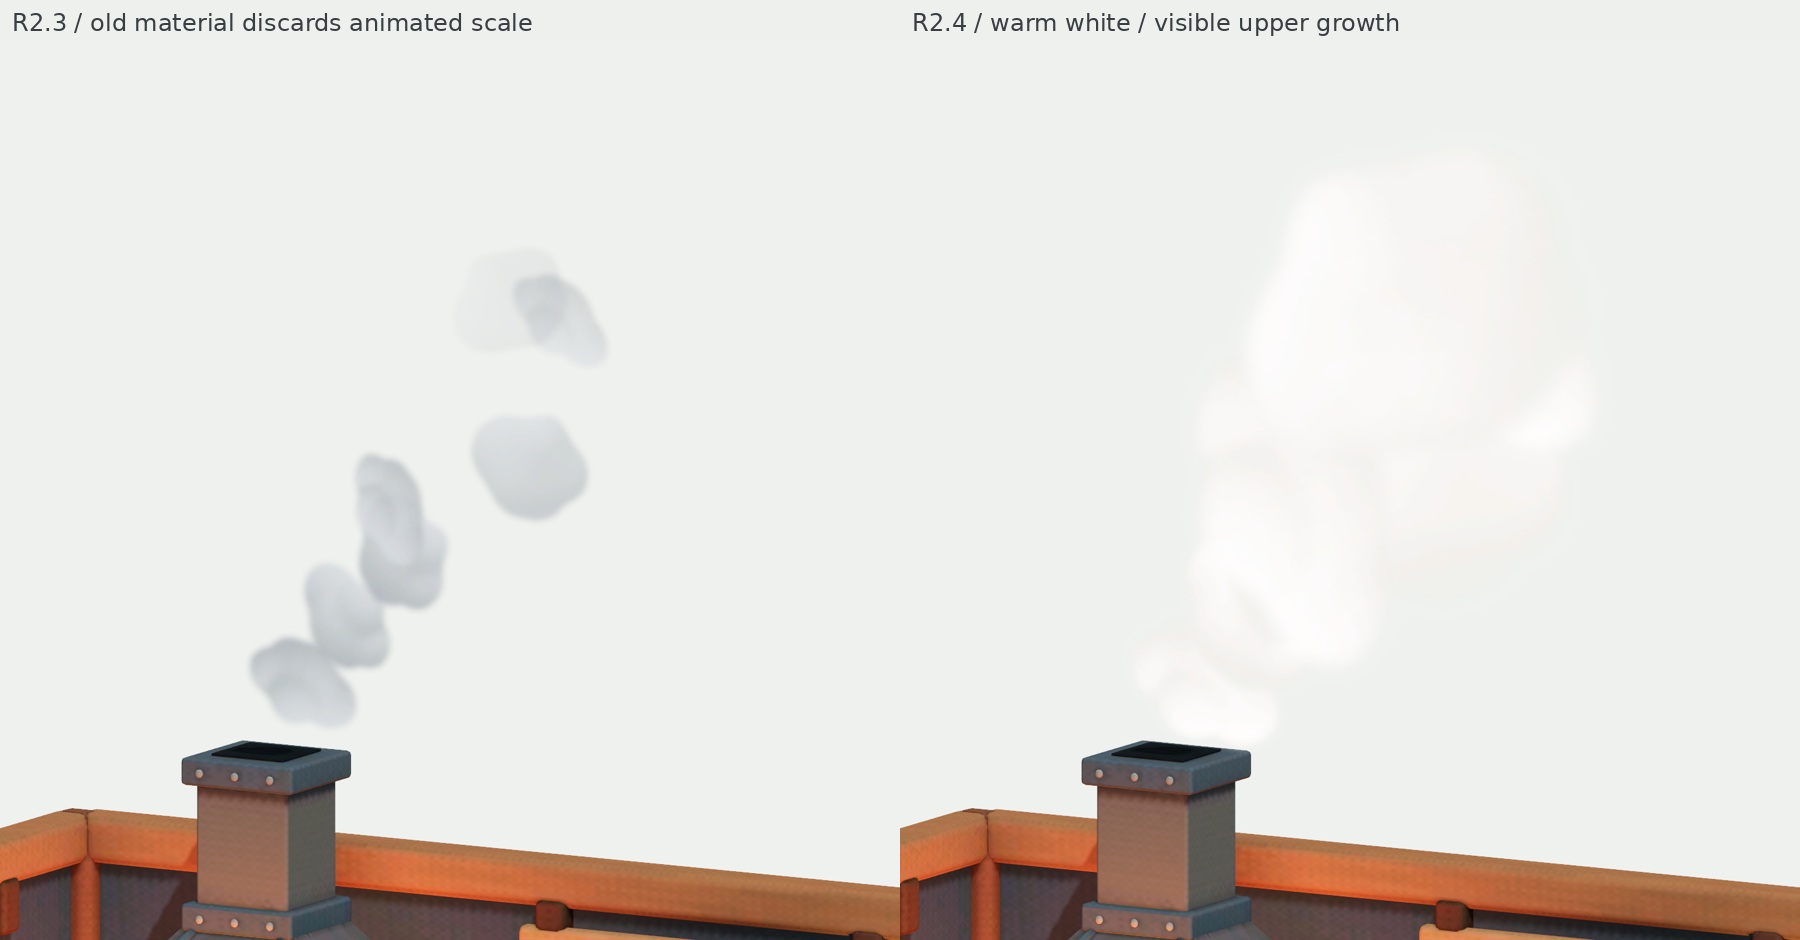 R2.3 / old material discards animated scale
R2.4 / warm white / visible upper growth